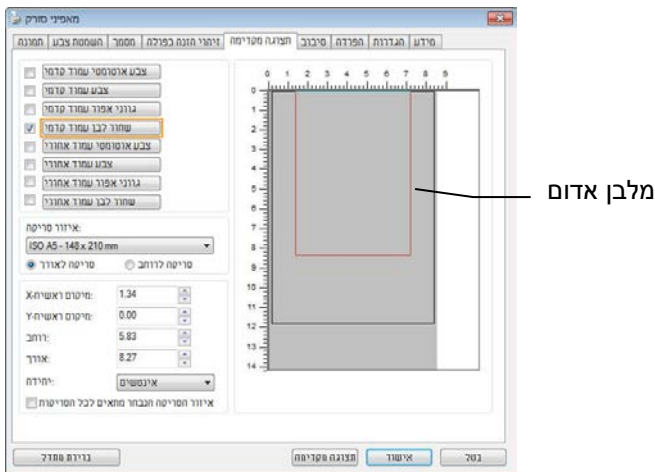 מאפיני סורק
תמונה השמטת צבע מסמך זיהוי הזנה בפולה תצוגה מקדימה סיבוב הפרדה הגדרות מידע
צבע אוטומטי עמוד קדמי
צבע עמוד קדמי
גווני אפור עמוד קדמי
שחור לבן עמוד קדמי
צבע אוטומטי עמוד אחורי
צבע עמוד אחורי
גווני אפור עמוד אחורי
שחור לבן עמוד אחורי
איזור סריקה:
ISO A5 - 148 x 210 mm
סריקה לאורך סריקה לרוחב
מיקום ראשית-X: 1.34
מיקום ראשית-Y: 0.00
רוחב: 5.83
אורך: 8.27
יחידה: אינטשים
איזור הסריקה הנבחר מתאים לכל הסריקות
0 1 2 3 4 5 6 7 8 9
0
1
2
3
4
5
6
7
8
9
10
11
12
13
14
מלבן אדום
ברירת מחדל תצוגה מקדימה אישור בטל